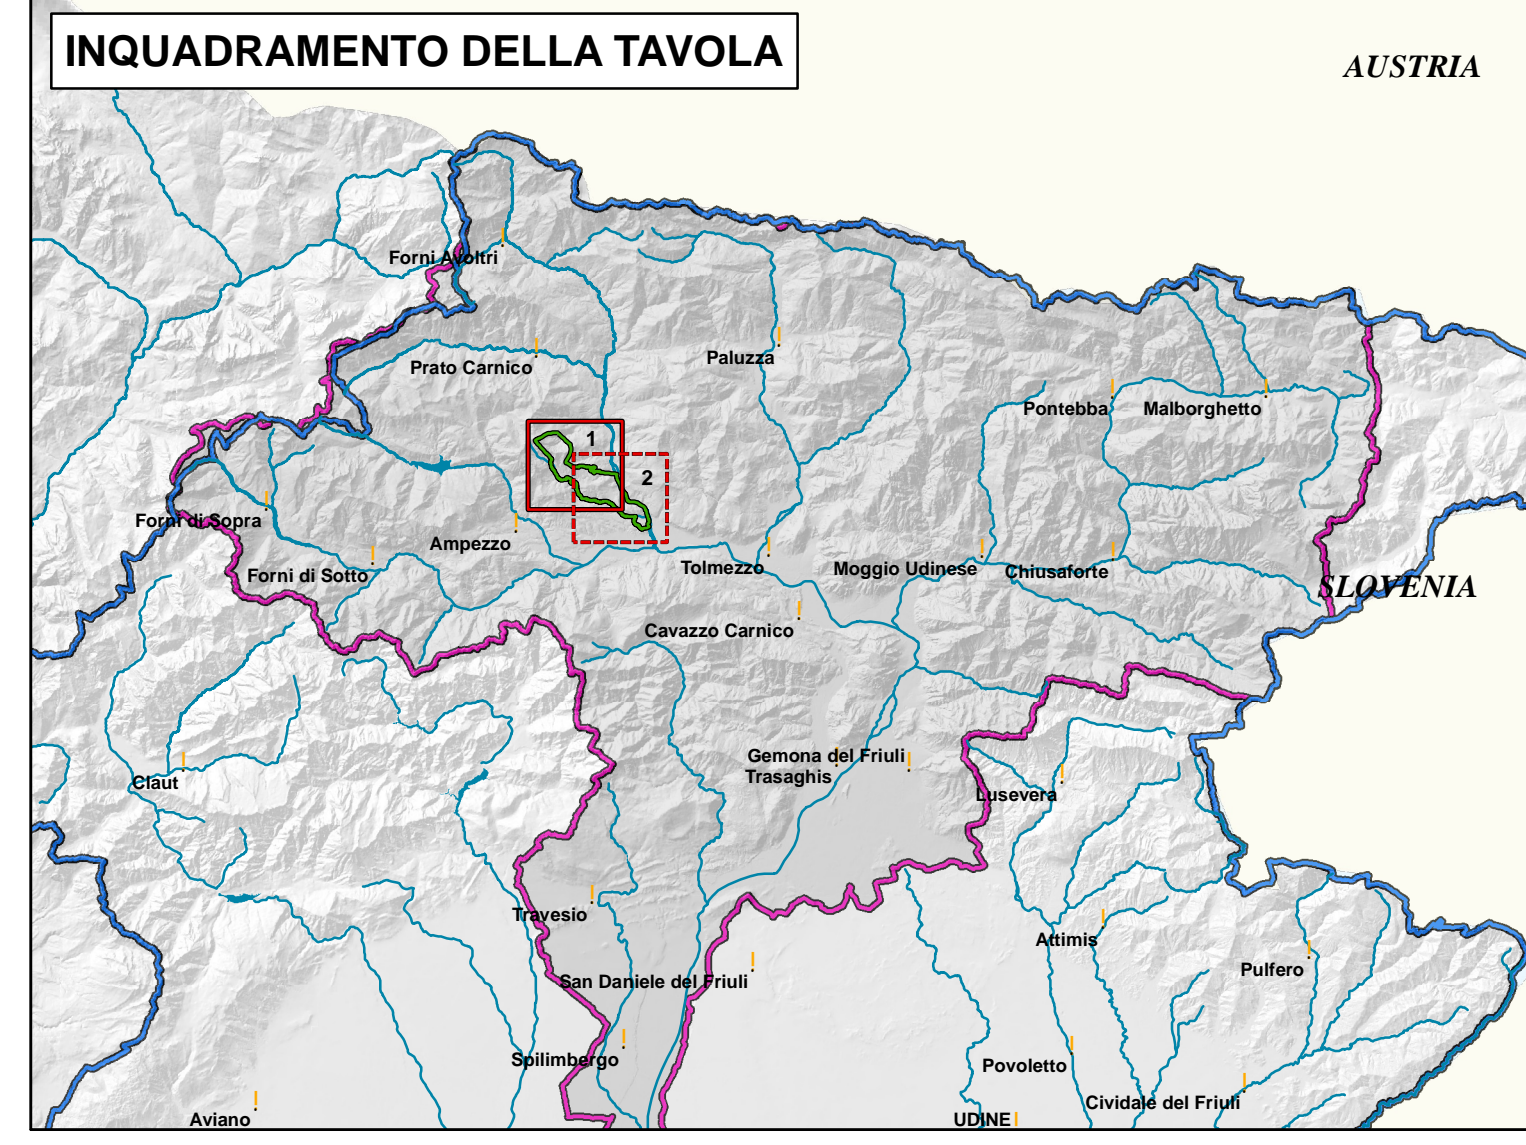 INQUADRAMENTO DELLA TAVOLA
AUSTRIA
Forni Avoltri
Prato Carnico
Paluzza
Pontebba
Malborghetto
1
2
Forni di Sopra
Ampezzo
Forni di Sotto
Tolmezzo
Moggio Udinese
Chiusaforte
SLOVENIA
Cavazzo Carnico
Gemona del Friuli
Trasaghis
Claut
Lusevera
Travesio
Attimis
Pulfero
San Daniele del Friuli
Spilimbergo
Povoletto
Cividale del Friuli
Aviano
UDINE